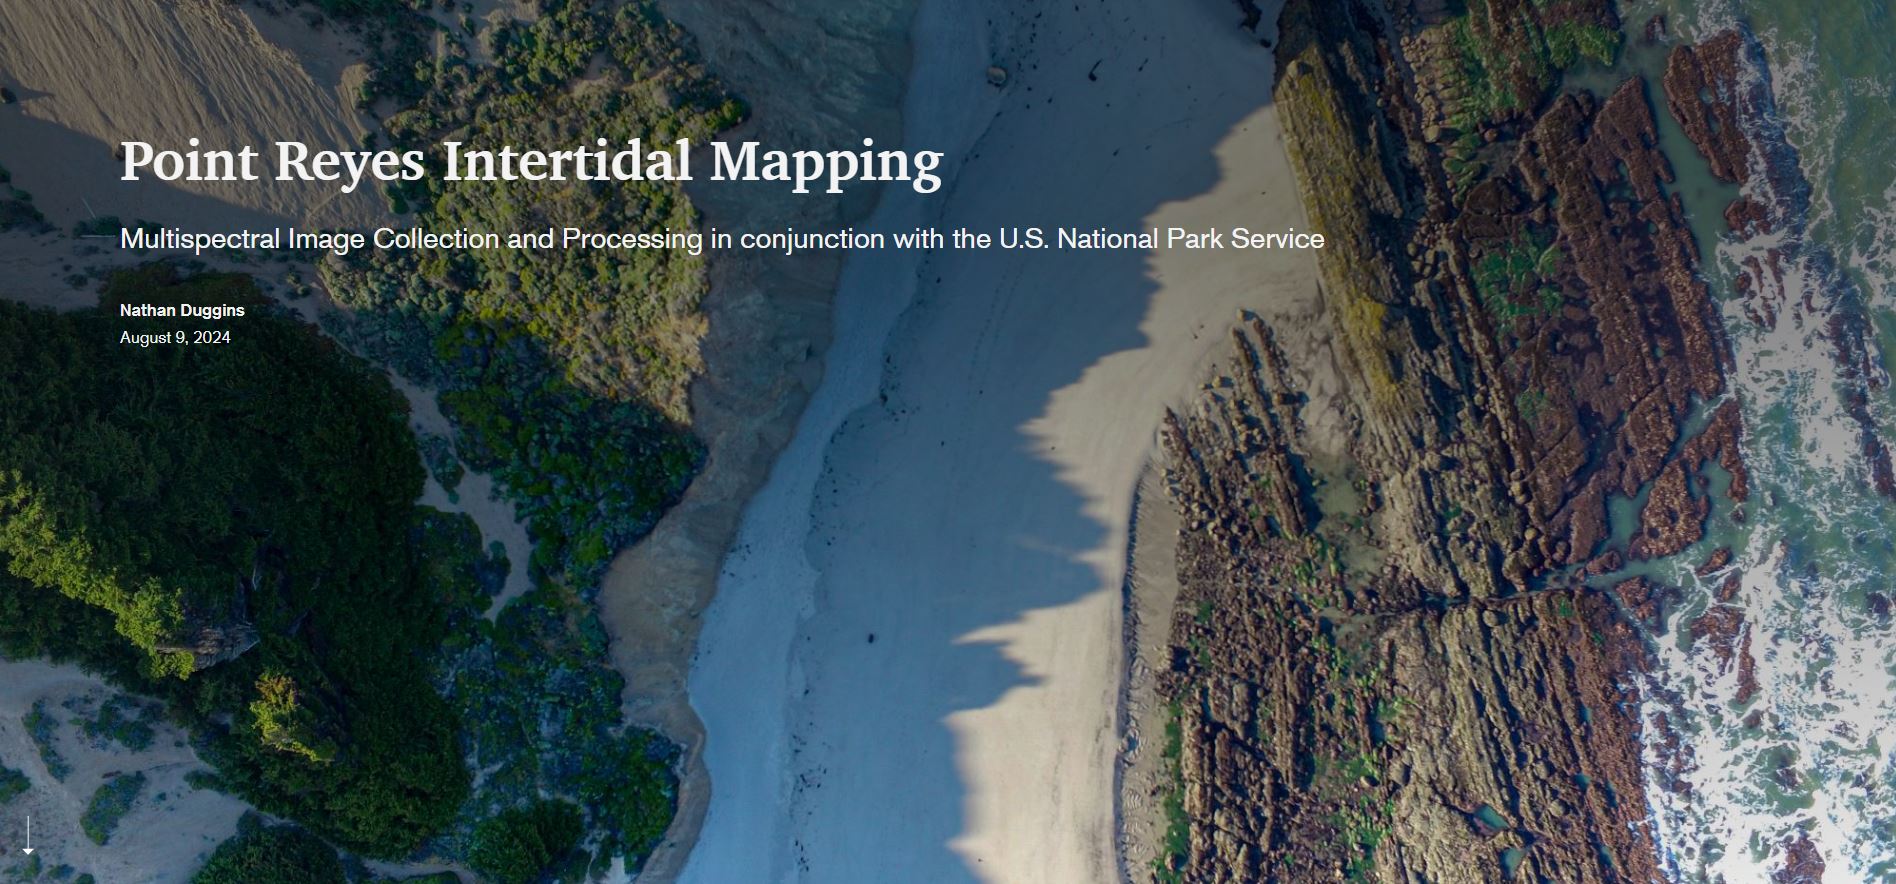 Point Reyes Intertidal Mapping
Multispectral Image Collection and Processing in conjunction with the U.S. National Park Service
Nathan Duggins
August 9, 2024